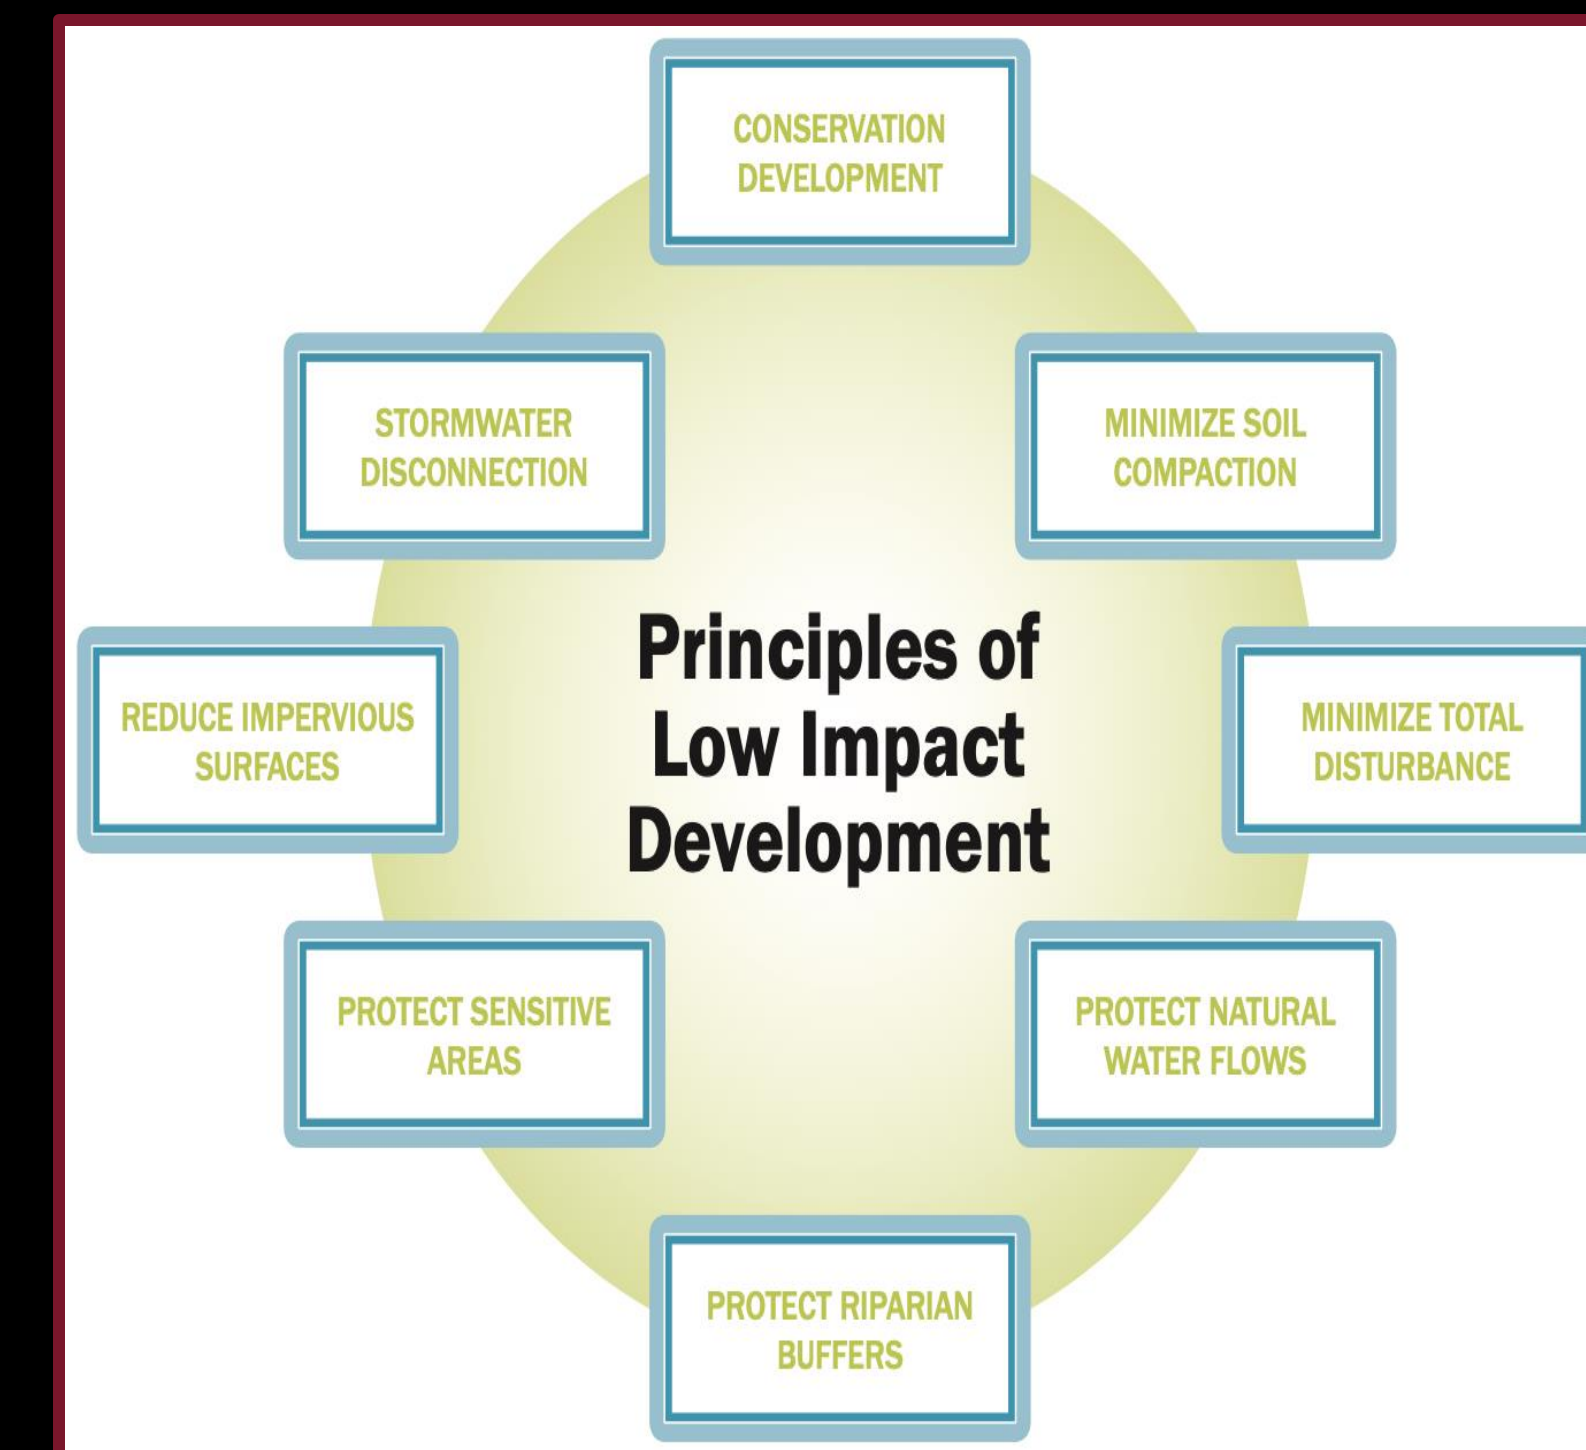 CONSERVATION
DEVELOPMENT
STORMWATER
DISCONNECTION
MINIMIZE SOIL
COMPACTION
REDUCE IMPERVIOUS
SURFACES
Principles of
Low Impact
Development
MINIMIZE TOTAL
DISTURBANCE
PROTECT SENSITIVE
AREAS
PROTECT NATURAL
WATER FLOWS
PROTECT RIPARIAN
BUFFERS